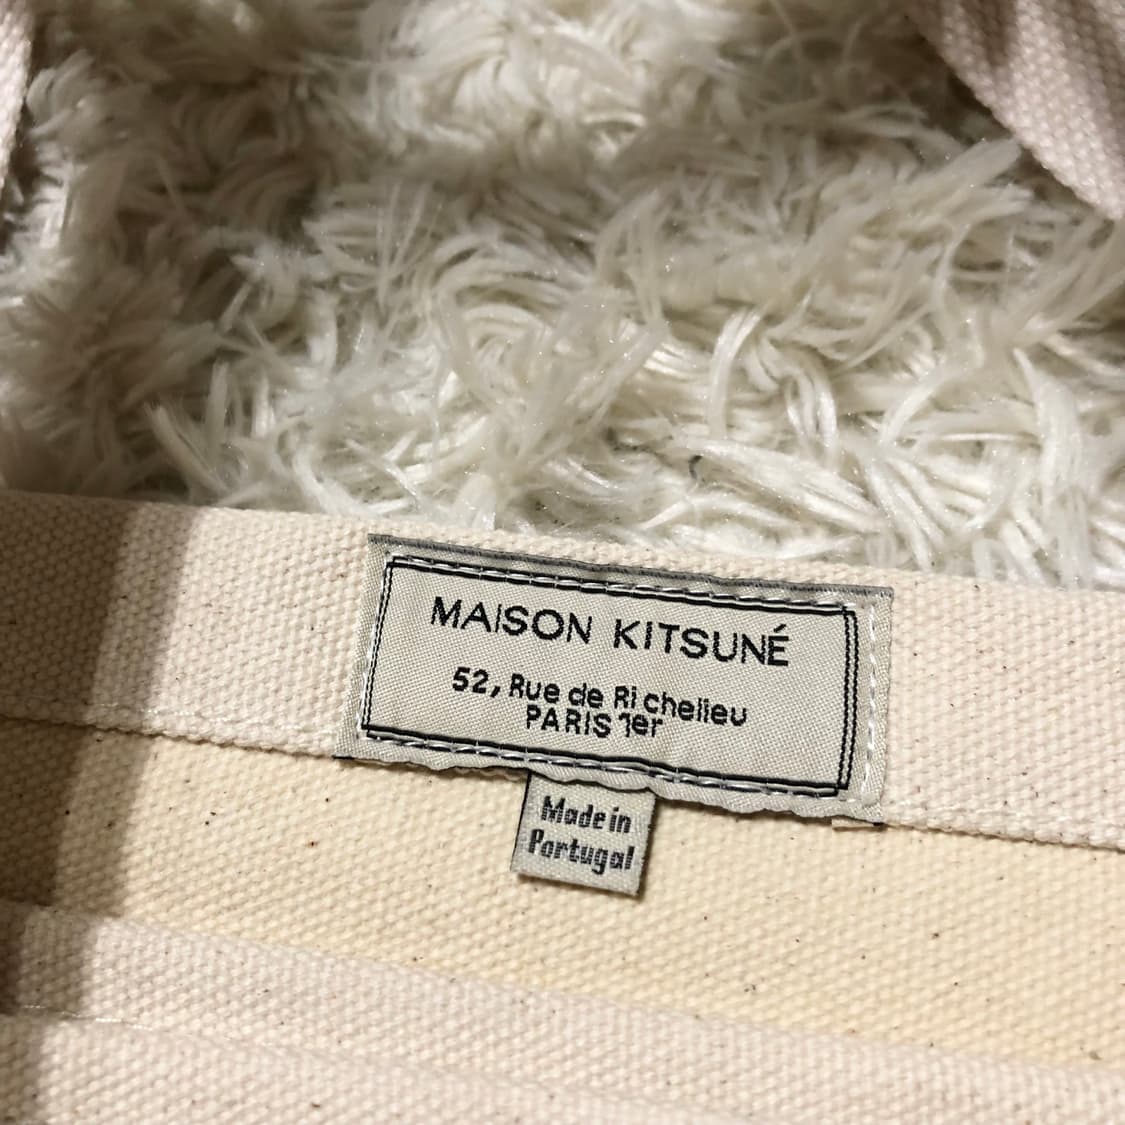 MAISON KITSUNÉ
52, Rue de Richelieu
PARIS 1er
Made in
Portugal